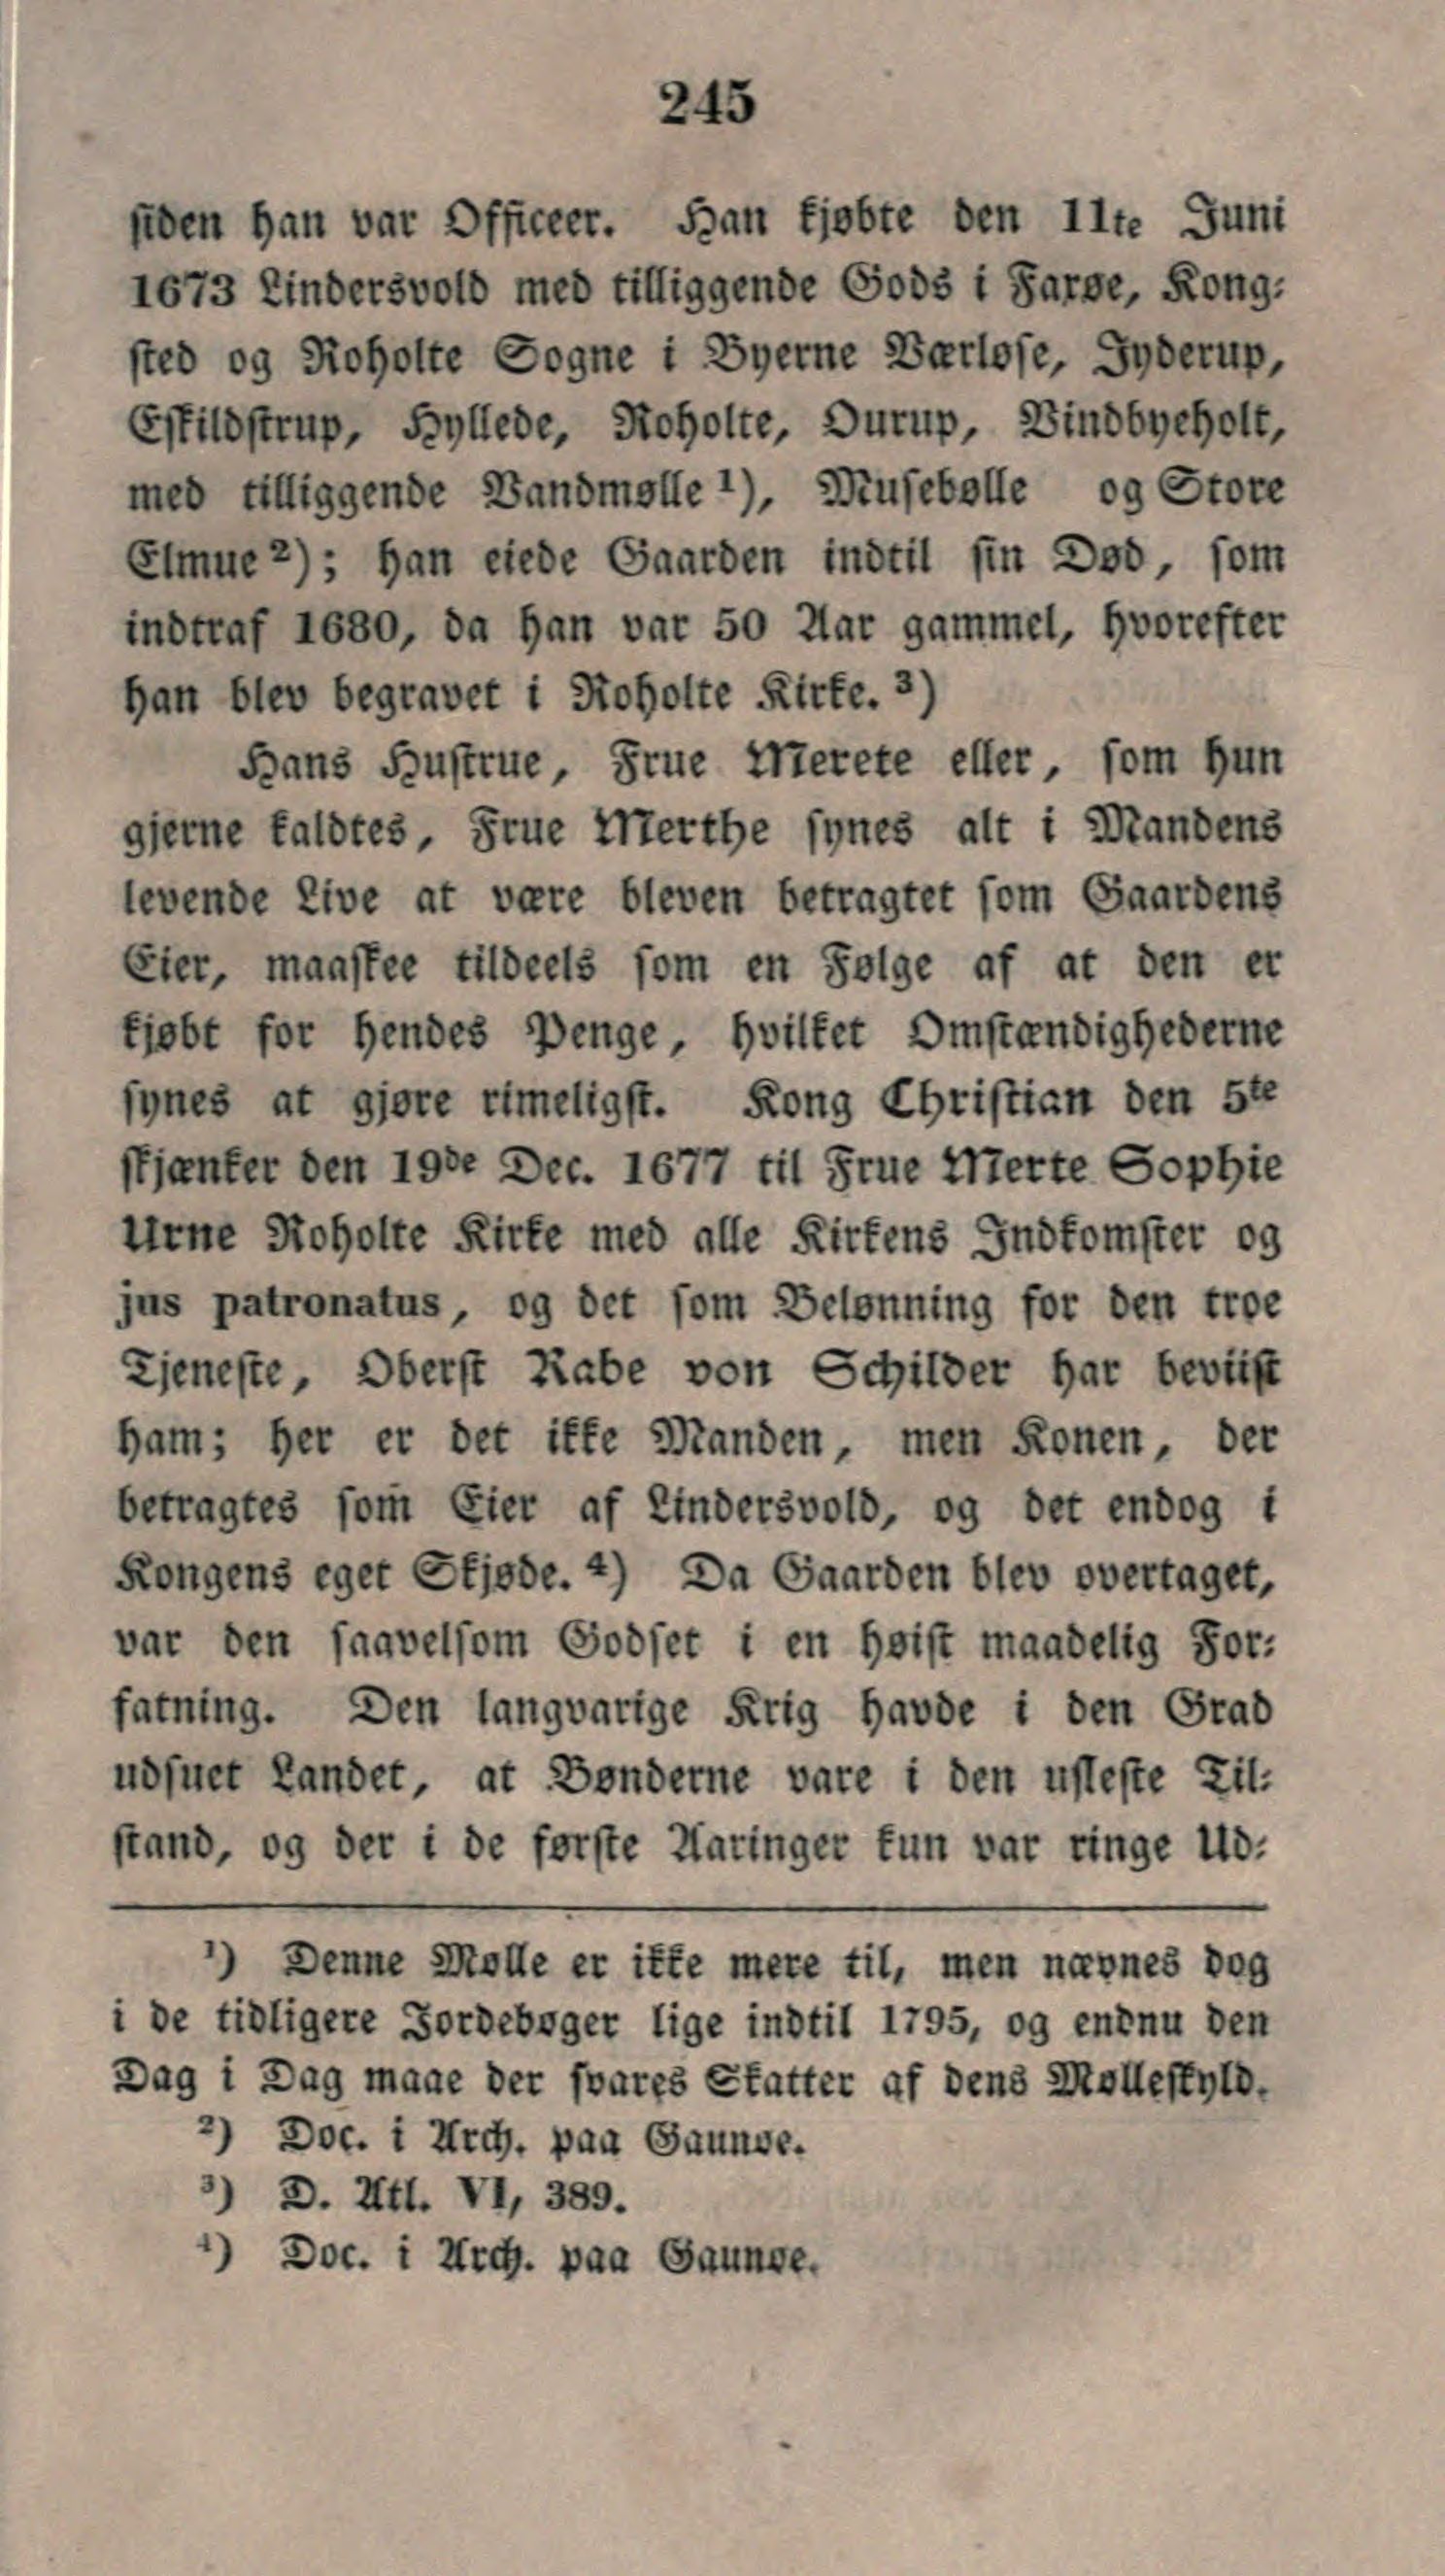 245
siden han var Officeer. Han kjøbte den 11te Juni
1673 Lindersvold med tilliggende Gods i Farøe, Kong-
sted og Roholte Sogne i Byerne Værløse, Jyderup,
Eskildstrup, Hyllede, Roholte, Ourup, Vindbyeholt,
med tilliggende Vandmølle ¹), Musebølle og Store
Elmue ²); han eiede Gaarden indtil sin Død, som
indtraf 1680, da han var 50 Aar gammel, hvorefter
han blev begravet i Roholte Kirke. ³)
Hans Hustrue, Frue Merete eller, som hun
gjerne kaldtes, Frue Merthe synes alt i Mandens
levende Live at være bleven betragtet som Gaardens
Eier, maaskee tildeels som en Følge af at den er
kjøbt for hendes Penge, hvilket Omstændighederne
synes at gjøre rimeligst. Kong Christian den 5te
skjænker den 19de Dec. 1677 til Frue Merte Sophie
Urne Roholte Kirke med alle Kirkens Indkomster og
jus patronatus, og det som Belønning for den troe
Tjeneste, Oberst Rabe von Schilder har beviist
ham; her er det ikke Manden, men Konen, der
betragtes som Eier af Lindersvold, og det endog i
Kongens eget Skjøde. ⁴) Da Gaarden blev overtaget,
var den saavelsom Godset i en høist maadelig For-
fatning. Den langvarige Krig havde i den Grad
udsuet Landet, at Bønderne vare i den usleste Til-
stand, og der i de første Aaringer kun var ringe Ud-
¹) Denne Mølle er ikke mere til, men nævnes dog
i de tidligere Jordebøger lige indtil 1795, og endnu den
Dag i Dag maae der svares Skatter af dens Mølleskyld.
²) Doc. i Arch. paa Gaunøe.
³) D. Atl. VI, 389.
⁴) Doc. i Arch. paa Gaunøe.